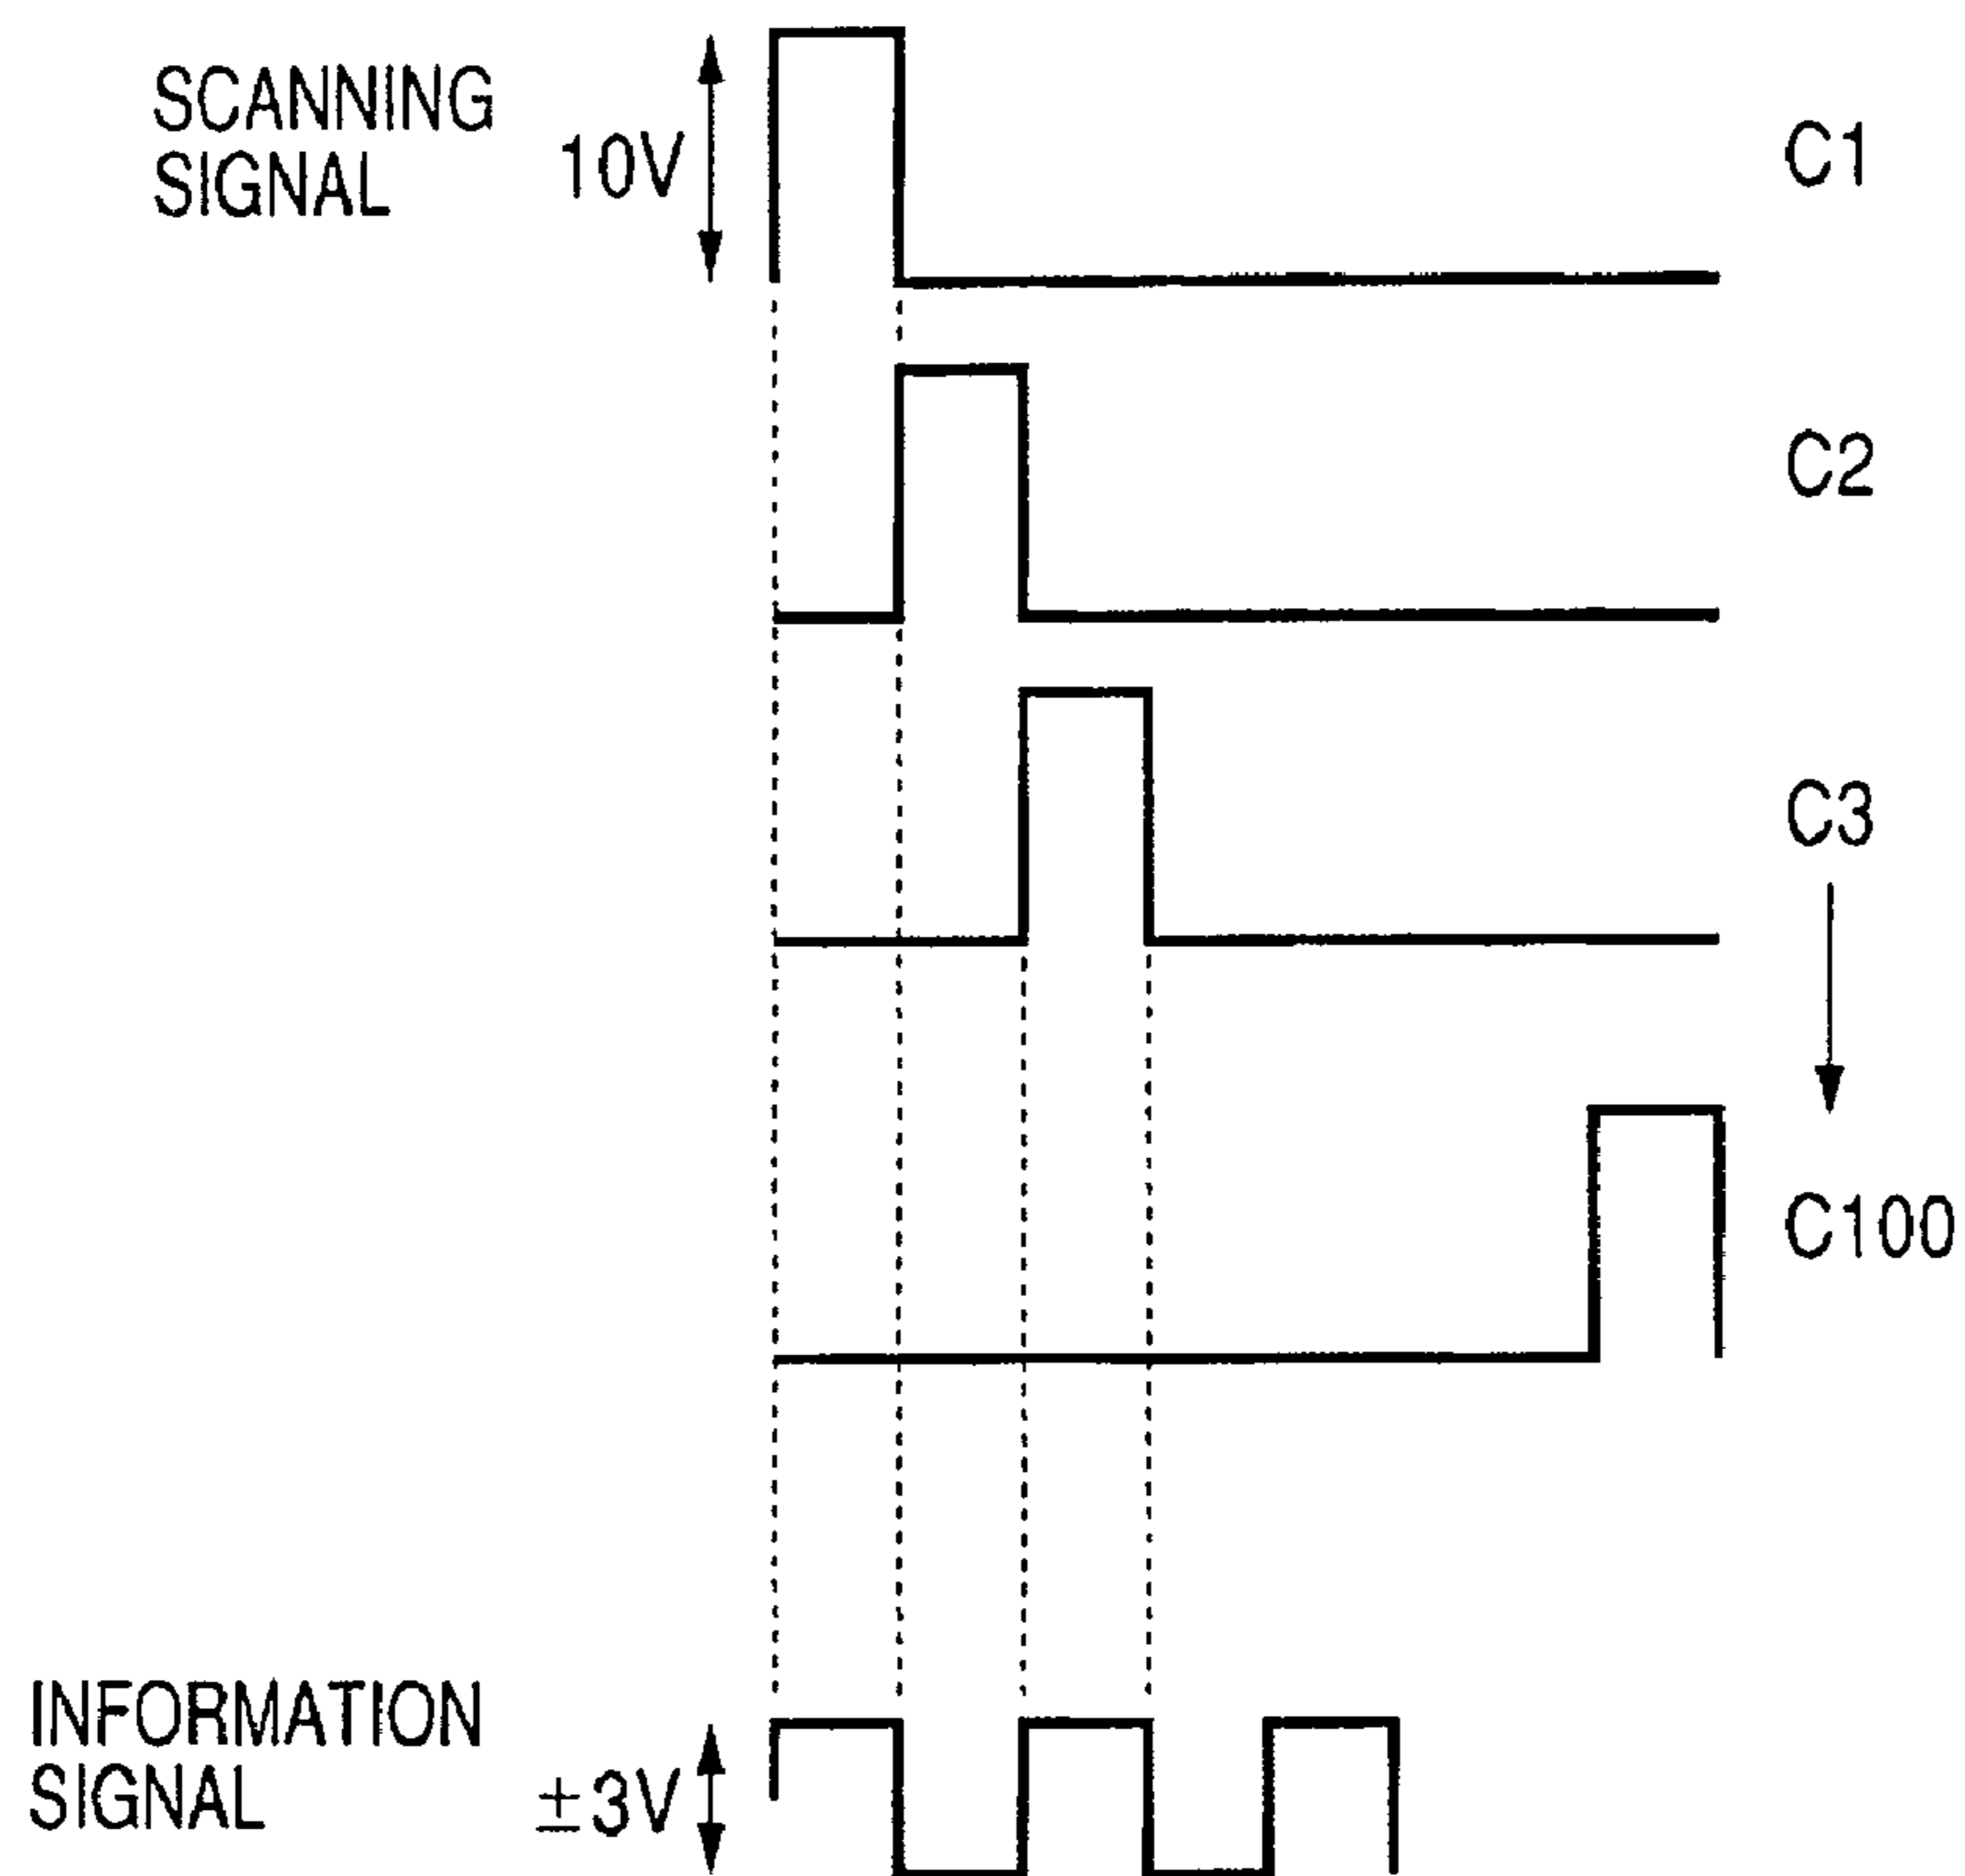 SCANNING
SIGNAL
10V
C1
C2
C3
C100
INFORMATION
SIGNAL
±3V